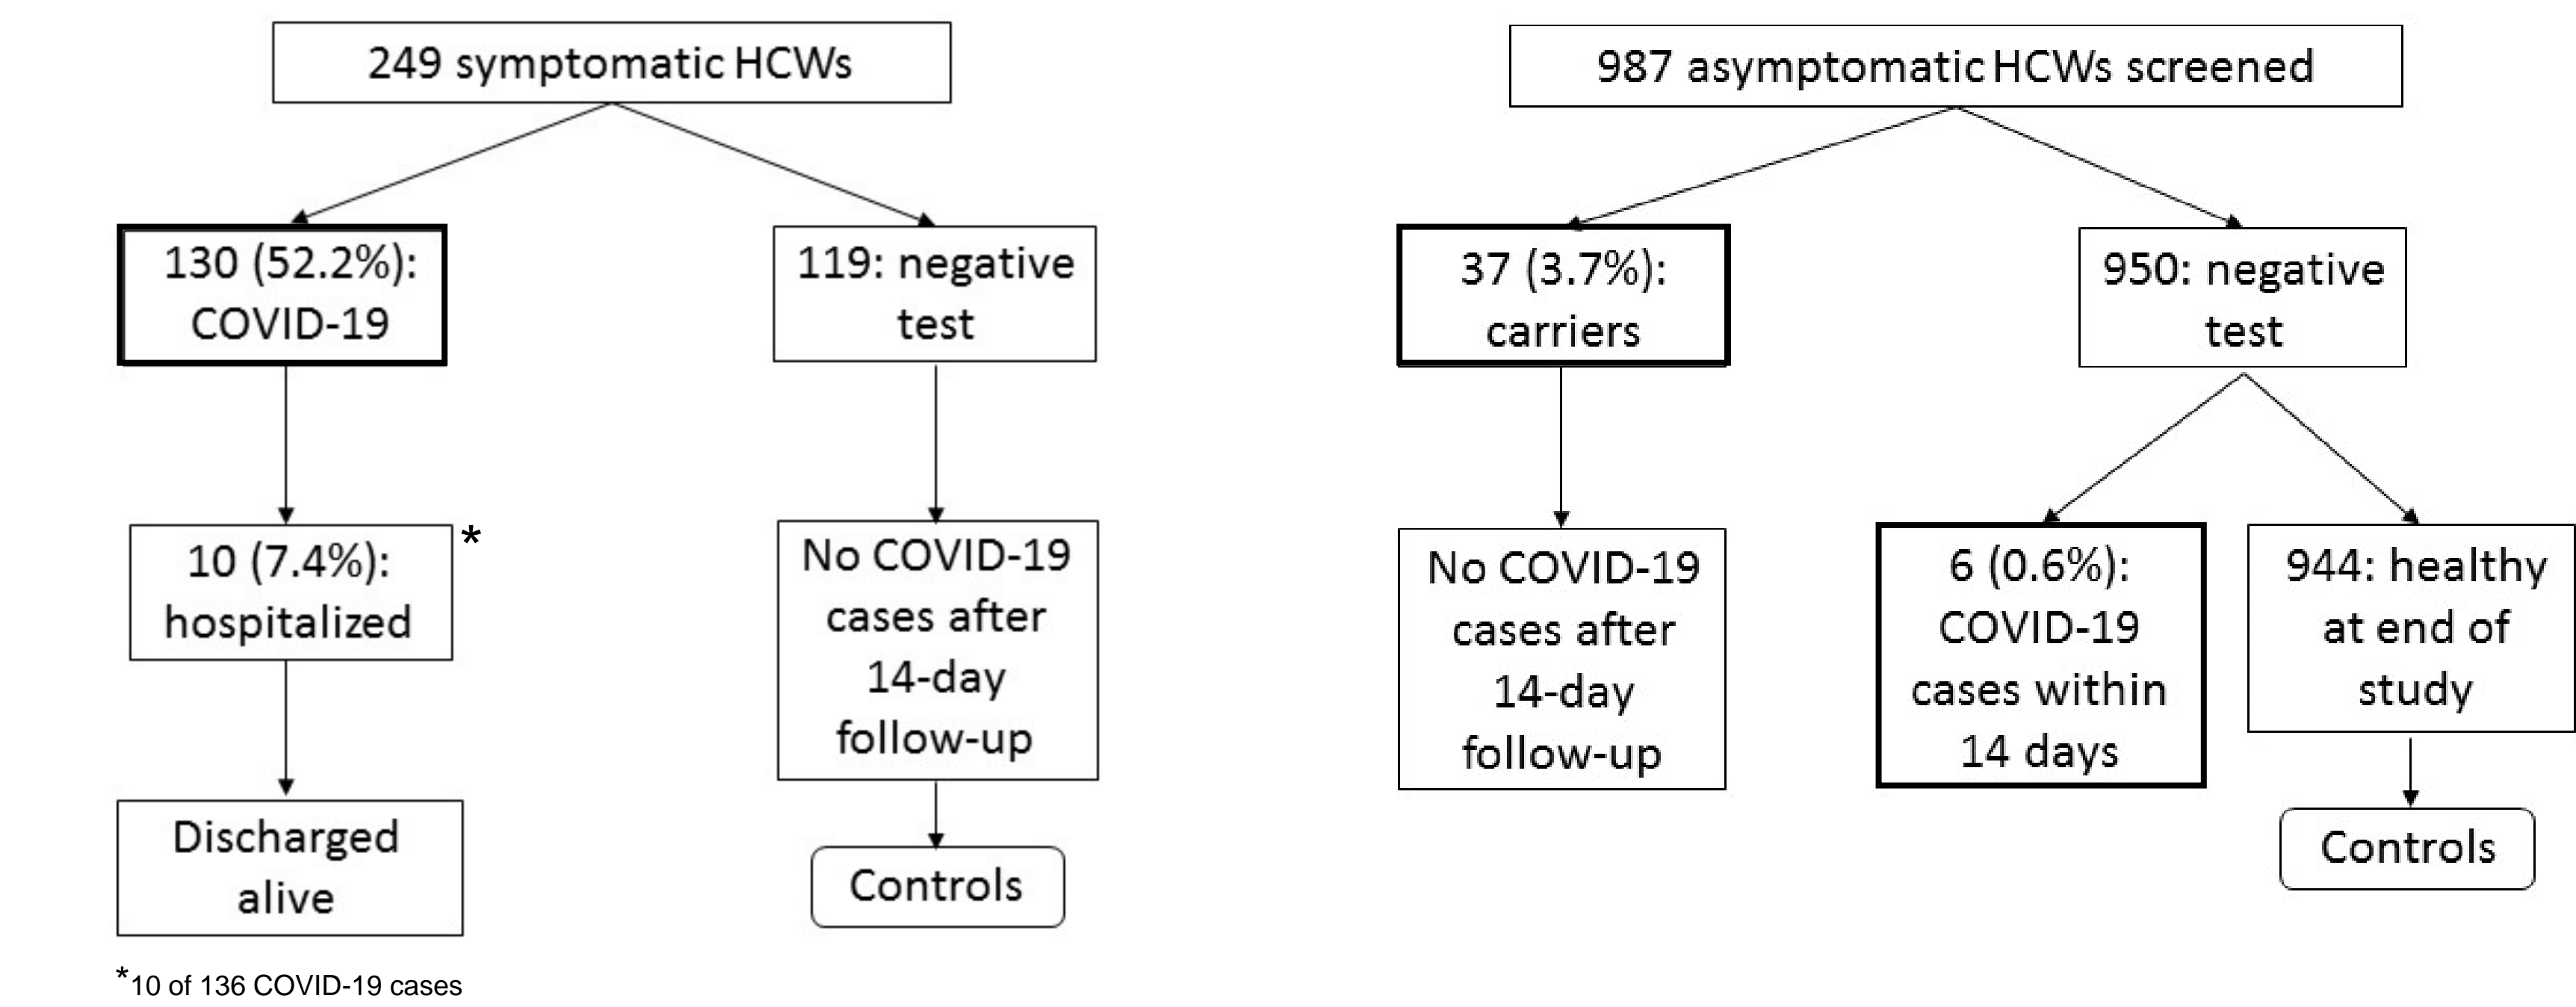 249 symptomatic HCWs
130 (52.2%):
COVID-19
119: negative
test
10 (7.4%):
hospitalized
*
No COVID-19
cases after
14-day
follow-up
Discharged
alive
Controls
*10 of 136 COVID-19 cases
987 asymptomatic HCWs screened
37 (3.7%):
carriers
950: negative
test
No COVID-19
cases after
14-day
follow-up
6 (0.6%):
COVID-19
cases within
14 days
944: healthy
at end of
study
Controls